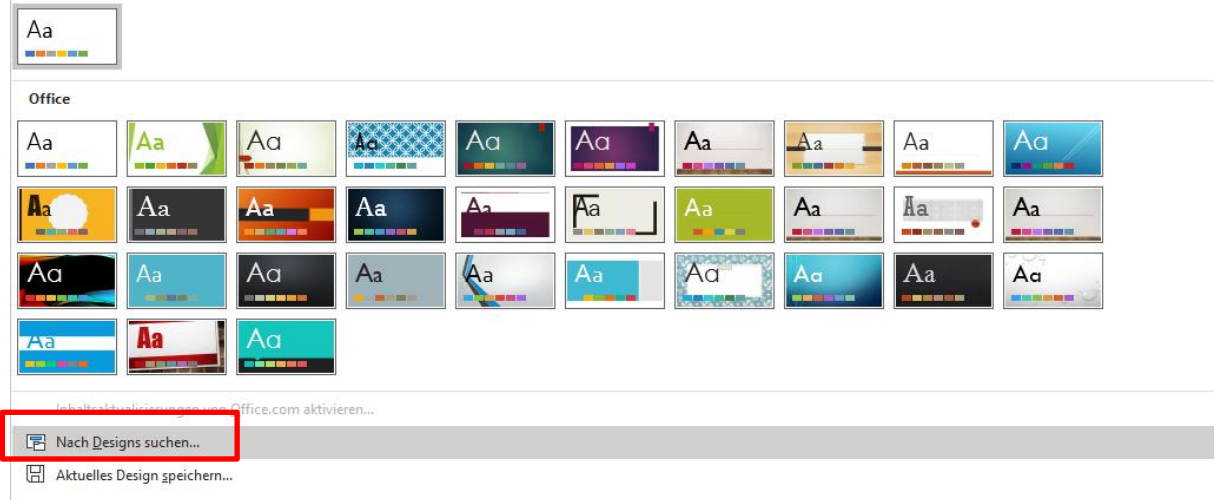 Aa
Office
Aa Aa Aa Aa Aa Aa Aa Aa Aa Aa
Aa Aa Aa Aa Aa Aa Aa Aa Aa Aa
Aa Aa Aa Aa Aa Aa Aa Aa Aa Aa
Aa Aa Aa
Inhaltsaktualisierungen von Office.com aktivieren...
Nach Designs suchen...
Aktuelles Design speichern...